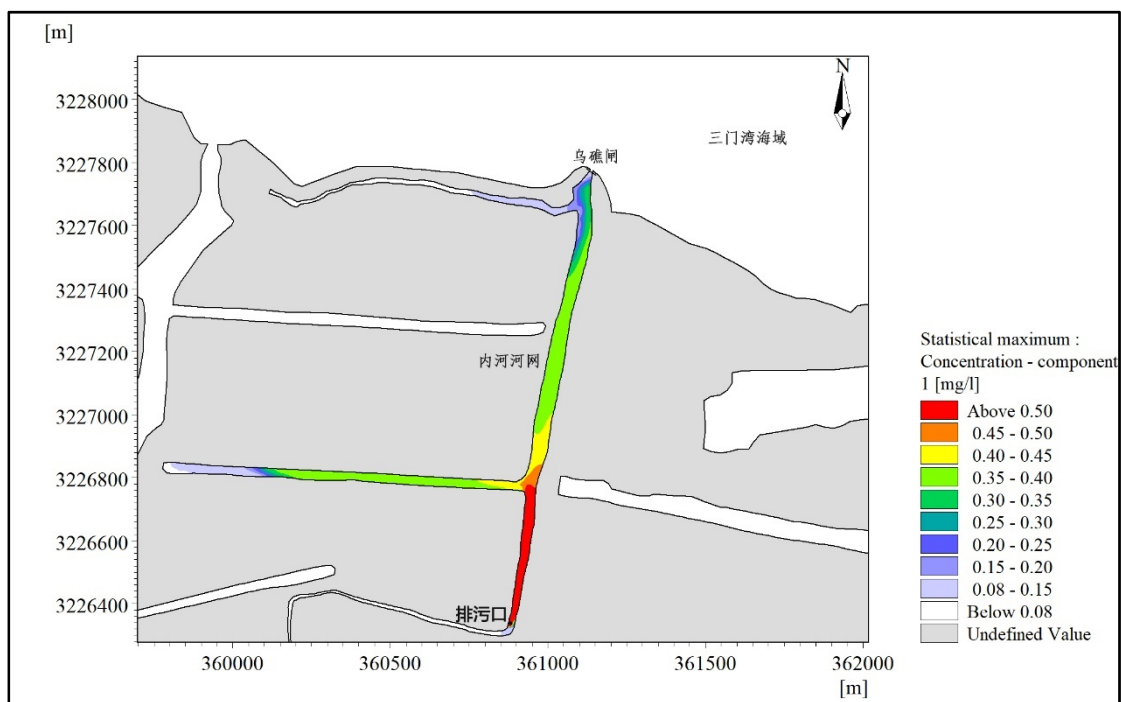 [m]
N
3228000
三门湾海域
乌礁闸
3227800
3227600
3227400
内河河网
3227200
3227000
3226800
3226600
3226400
排污口
360000
360500
361000
361500
362000
[m]
Statistical maximum :
Concentration - component
1 [mg/l]
Above 0.50
0.45 - 0.50
0.40 - 0.45
0.35 - 0.40
0.30 - 0.35
0.25 - 0.30
0.20 - 0.25
0.15 - 0.20
0.08 - 0.15
Below 0.08
Undefined Value